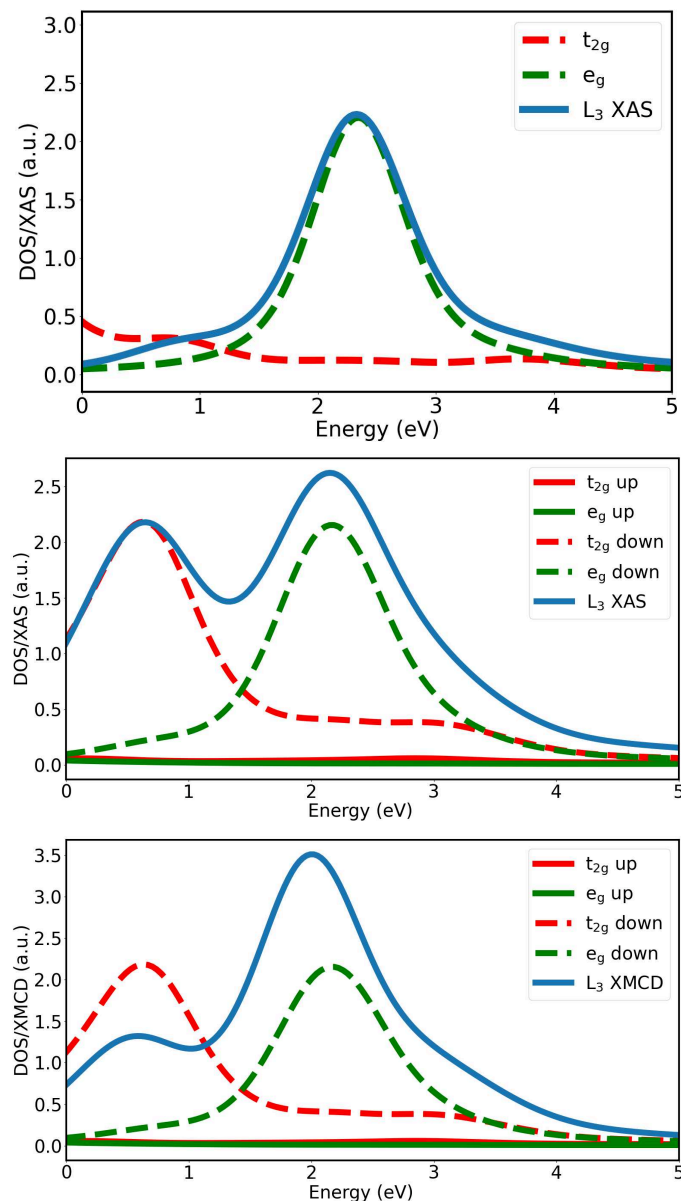 3.0
2.5
2.0
1.5
1.0
0.5
0.0
DOS/XAS (a.u.)
t2g
eg
L3 XAS
0 1 2 3 4 5
Energy (eV)
2.5
2.0
1.5
1.0
0.5
0.0
DOS/XAS (a.u.)
t2g up
eg up
t2g down
eg down
L3 XAS
0 1 2 3 4 5
Energy (eV)
3.5
3.0
2.5
2.0
1.5
1.0
0.5
0.0
DOS/XMCD (a.u.)
t2g up
eg up
t2g down
eg down
L3 XMCD
0 1 2 3 4 5
Energy (eV)